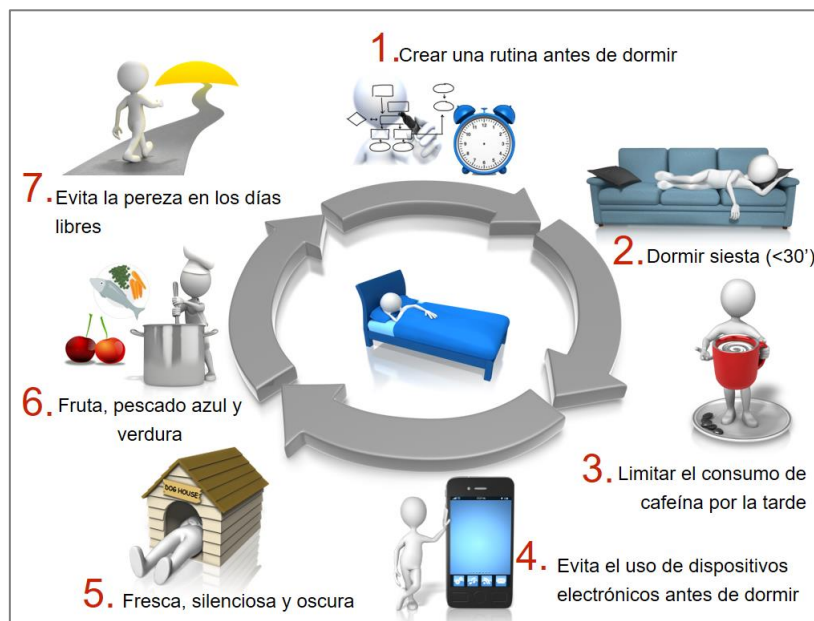 1. Crear una rutina antes de dormir
2. Dormir siesta (<30’)
3. Limitar el consumo de
cafeína por la tarde
4. Evita el uso de dispositivos
electrónicos antes de dormir
5. Fresca, silenciosa y oscura
DOG HOUSE
6. Fruta, pescado azul y
verdura
7. Evita la pereza en los días
libres